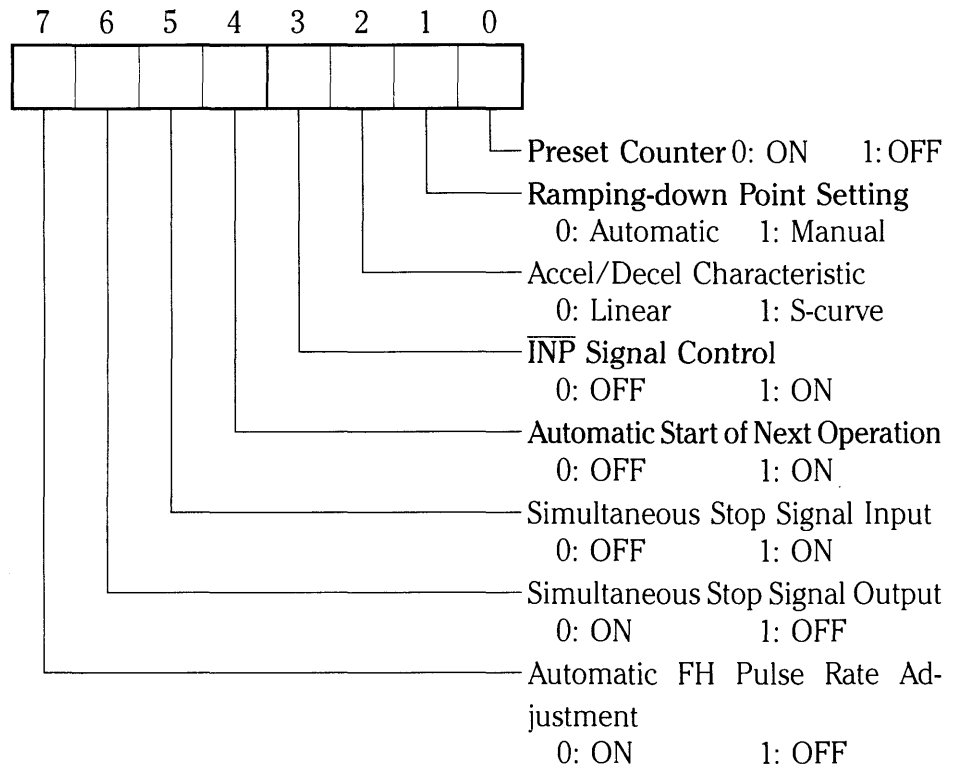 7 6 5 4 3 2 1 0
Preset Counter 0: ON 1: OFF
Ramping-down Point Setting
0: Automatic 1: Manual
Accel/Decel Characteristic
0: Linear 1: S-curve
I̅N̅P̅ Signal Control
0: OFF 1: ON
Automatic Start of Next Operation
0: OFF 1: ON
Simultaneous Stop Signal Input
0: OFF 1: ON
Simultaneous Stop Signal Output
0: ON 1: OFF
Automatic FH Pulse Rate Ad-
justment
0: ON 1: OFF